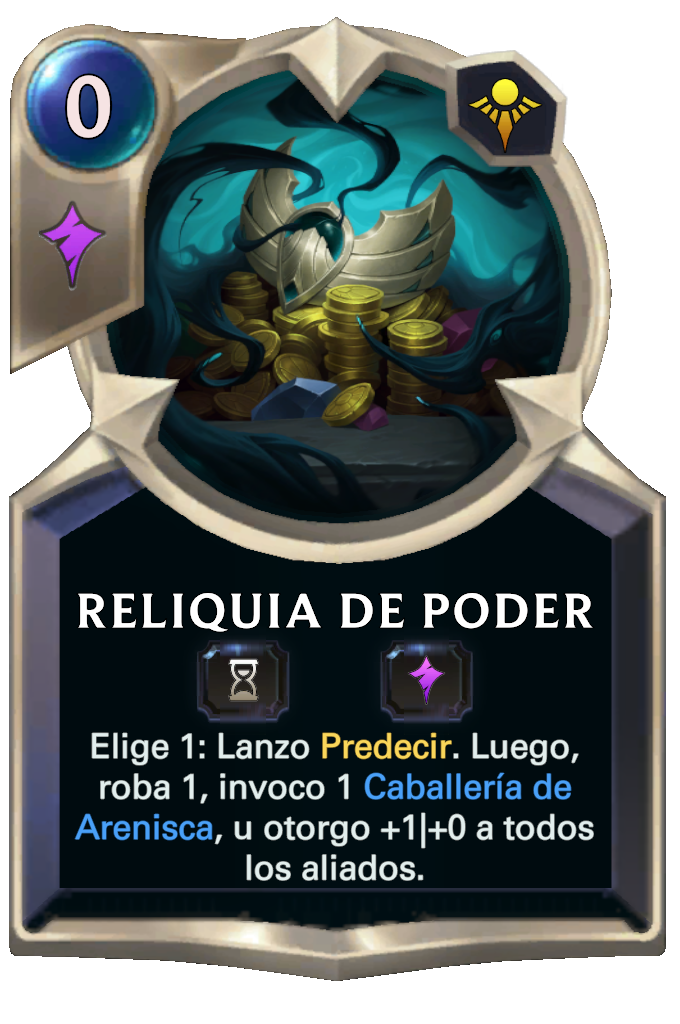 0
RELIQUIA DE PODER
Elige 1: Lanzo Predecir. Luego,
roba 1, invoco 1 Caballería de
Arenisca, u otorgo +1|+0 a todos
los aliados.